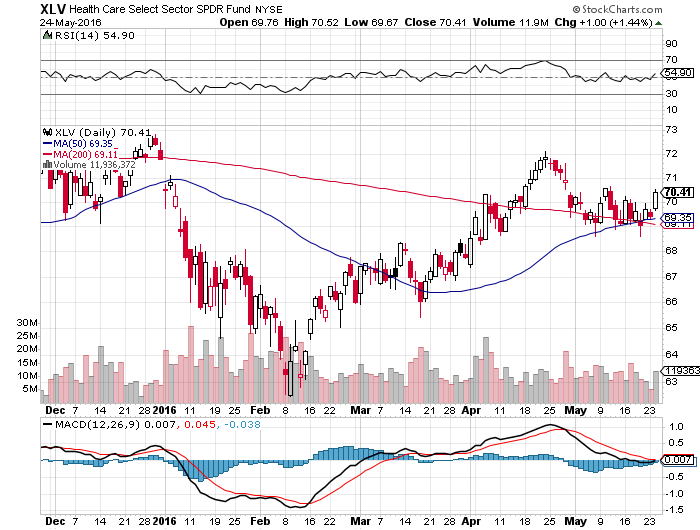 XLV Health Care Select Sector SPDR Fund NYSE © StockCharts.com
24-May-2016 Open 69.76 High 70.52 Low 69.67 Close 70.41 Volume 11.9M Chg +1.00 (+1.44%)
RSI(14) 54.90
90
70
54.90
50
30
10
XLV (Daily) 70.41
MA(50) 69.35
MA(200) 69.11
Volume 11,936,372
73
72
71
70.41
70
69.35
69.11
68
67
66
65
64
63
30M
25M
20M
15M
10M
5M
119363
Dec 7 14 21 28 2016 11 19 25 Feb 8 16 22 Mar 7 14 21 28 Apr 11 18 25 May 9 16 23
MACD(12,26,9) 0.007, 0.045, -0.038
1.0
0.5
0.007
-0.5
-1.0
-1.5
Dec 7 14 21 28 2016 11 19 25 Feb 8 16 22 Mar 7 14 21 28 Apr 11 18 25 May 9 16 23